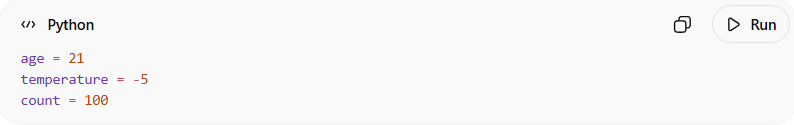 Python
Run
age = 21
temperature = -5
count = 100